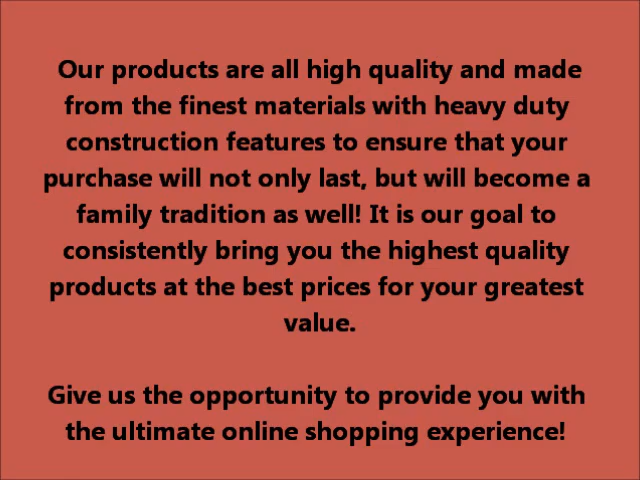 Our products are all high quality and made
from the finest materials with heavy duty
construction features to ensure that your
purchase will not only last, but will become a
family tradition as well! It is our goal to
consistently bring you the highest quality
products at the best prices for your greatest
value.
Give us the opportunity to provide you with
the ultimate online shopping experience!